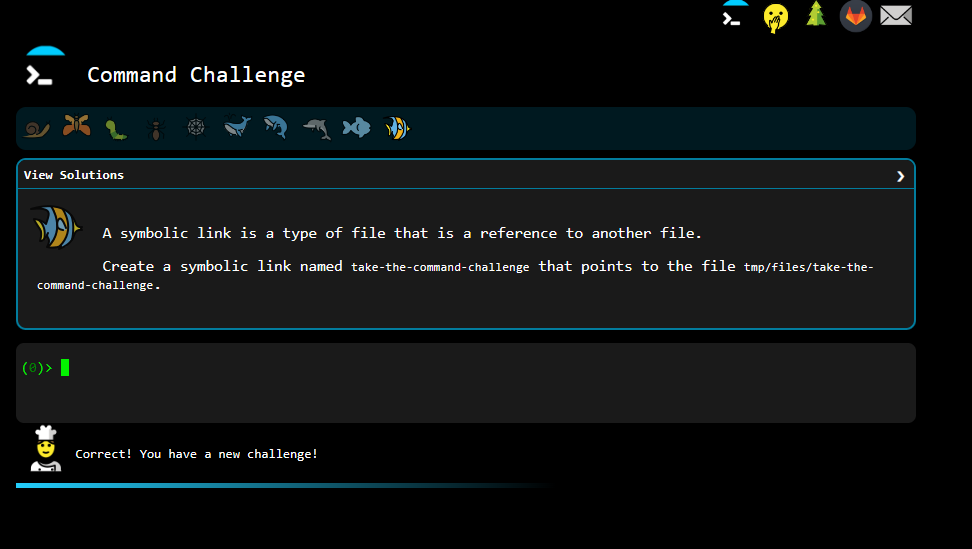 Command Challenge
View Solutions
A symbolic link is a type of file that is a reference to another file.
Create a symbolic link named take-the-command-challenge that points to the file tmp/files/take-the-
command-challenge.
(0)>
Correct! You have a new challenge!